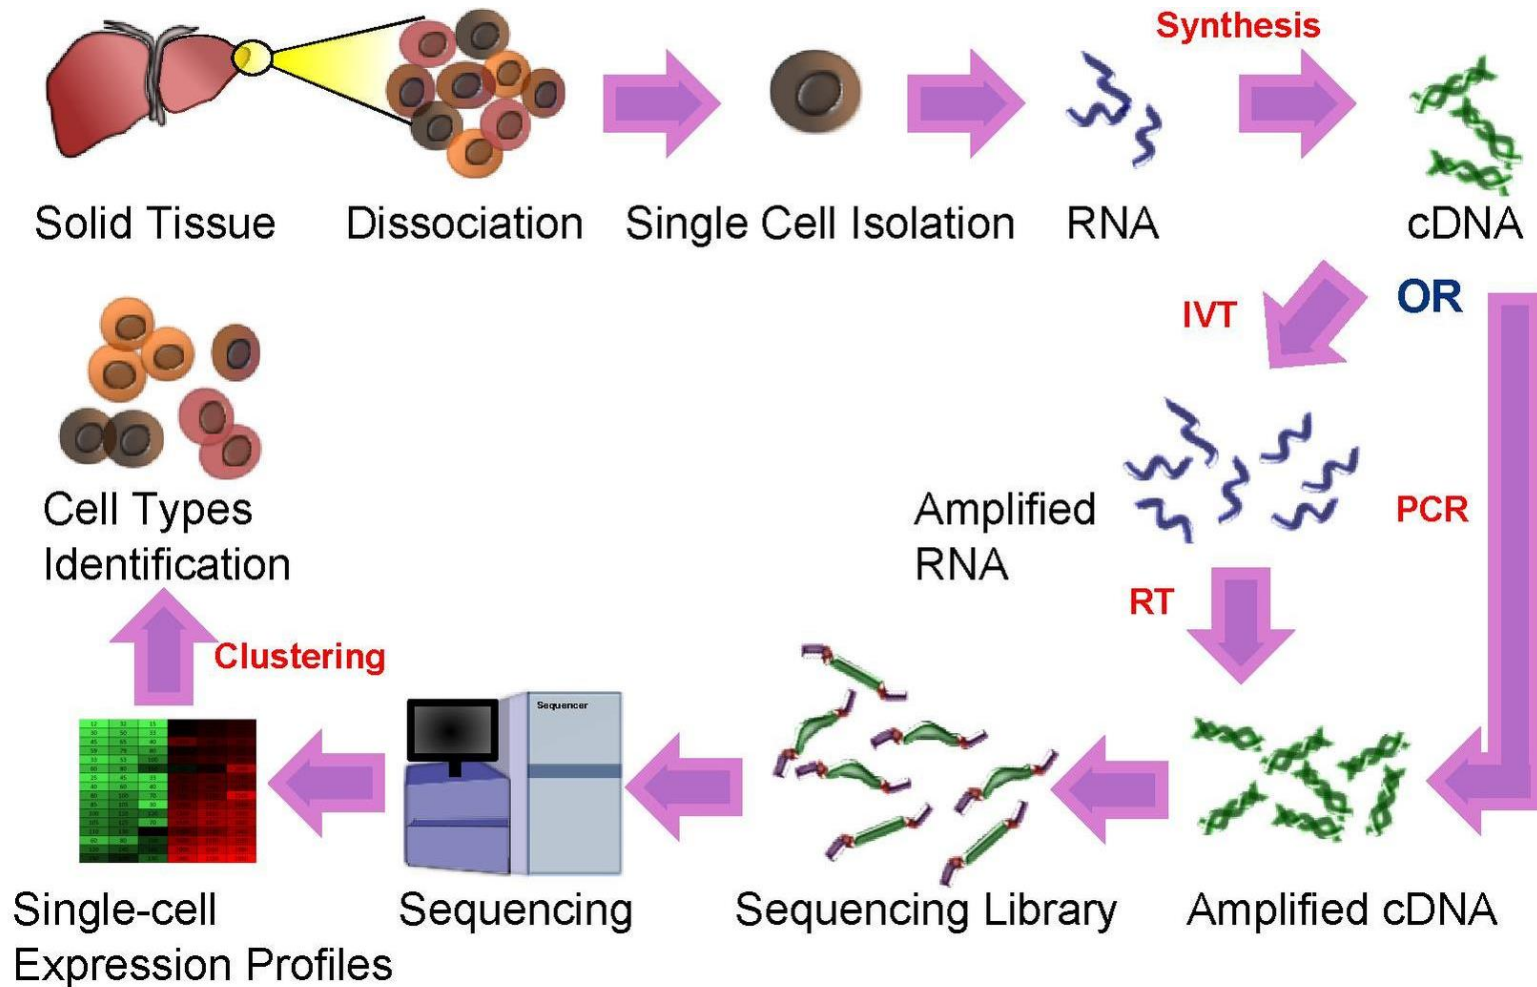 Synthesis
Solid Tissue
Dissociation
Single Cell Isolation
RNA
cDNA
IVT
OR
Amplified
RNA
PCR
RT
Cell Types
Identification
Clustering
Sequencer
Single-cell
Expression Profiles
Sequencing
Sequencing Library
Amplified cDNA